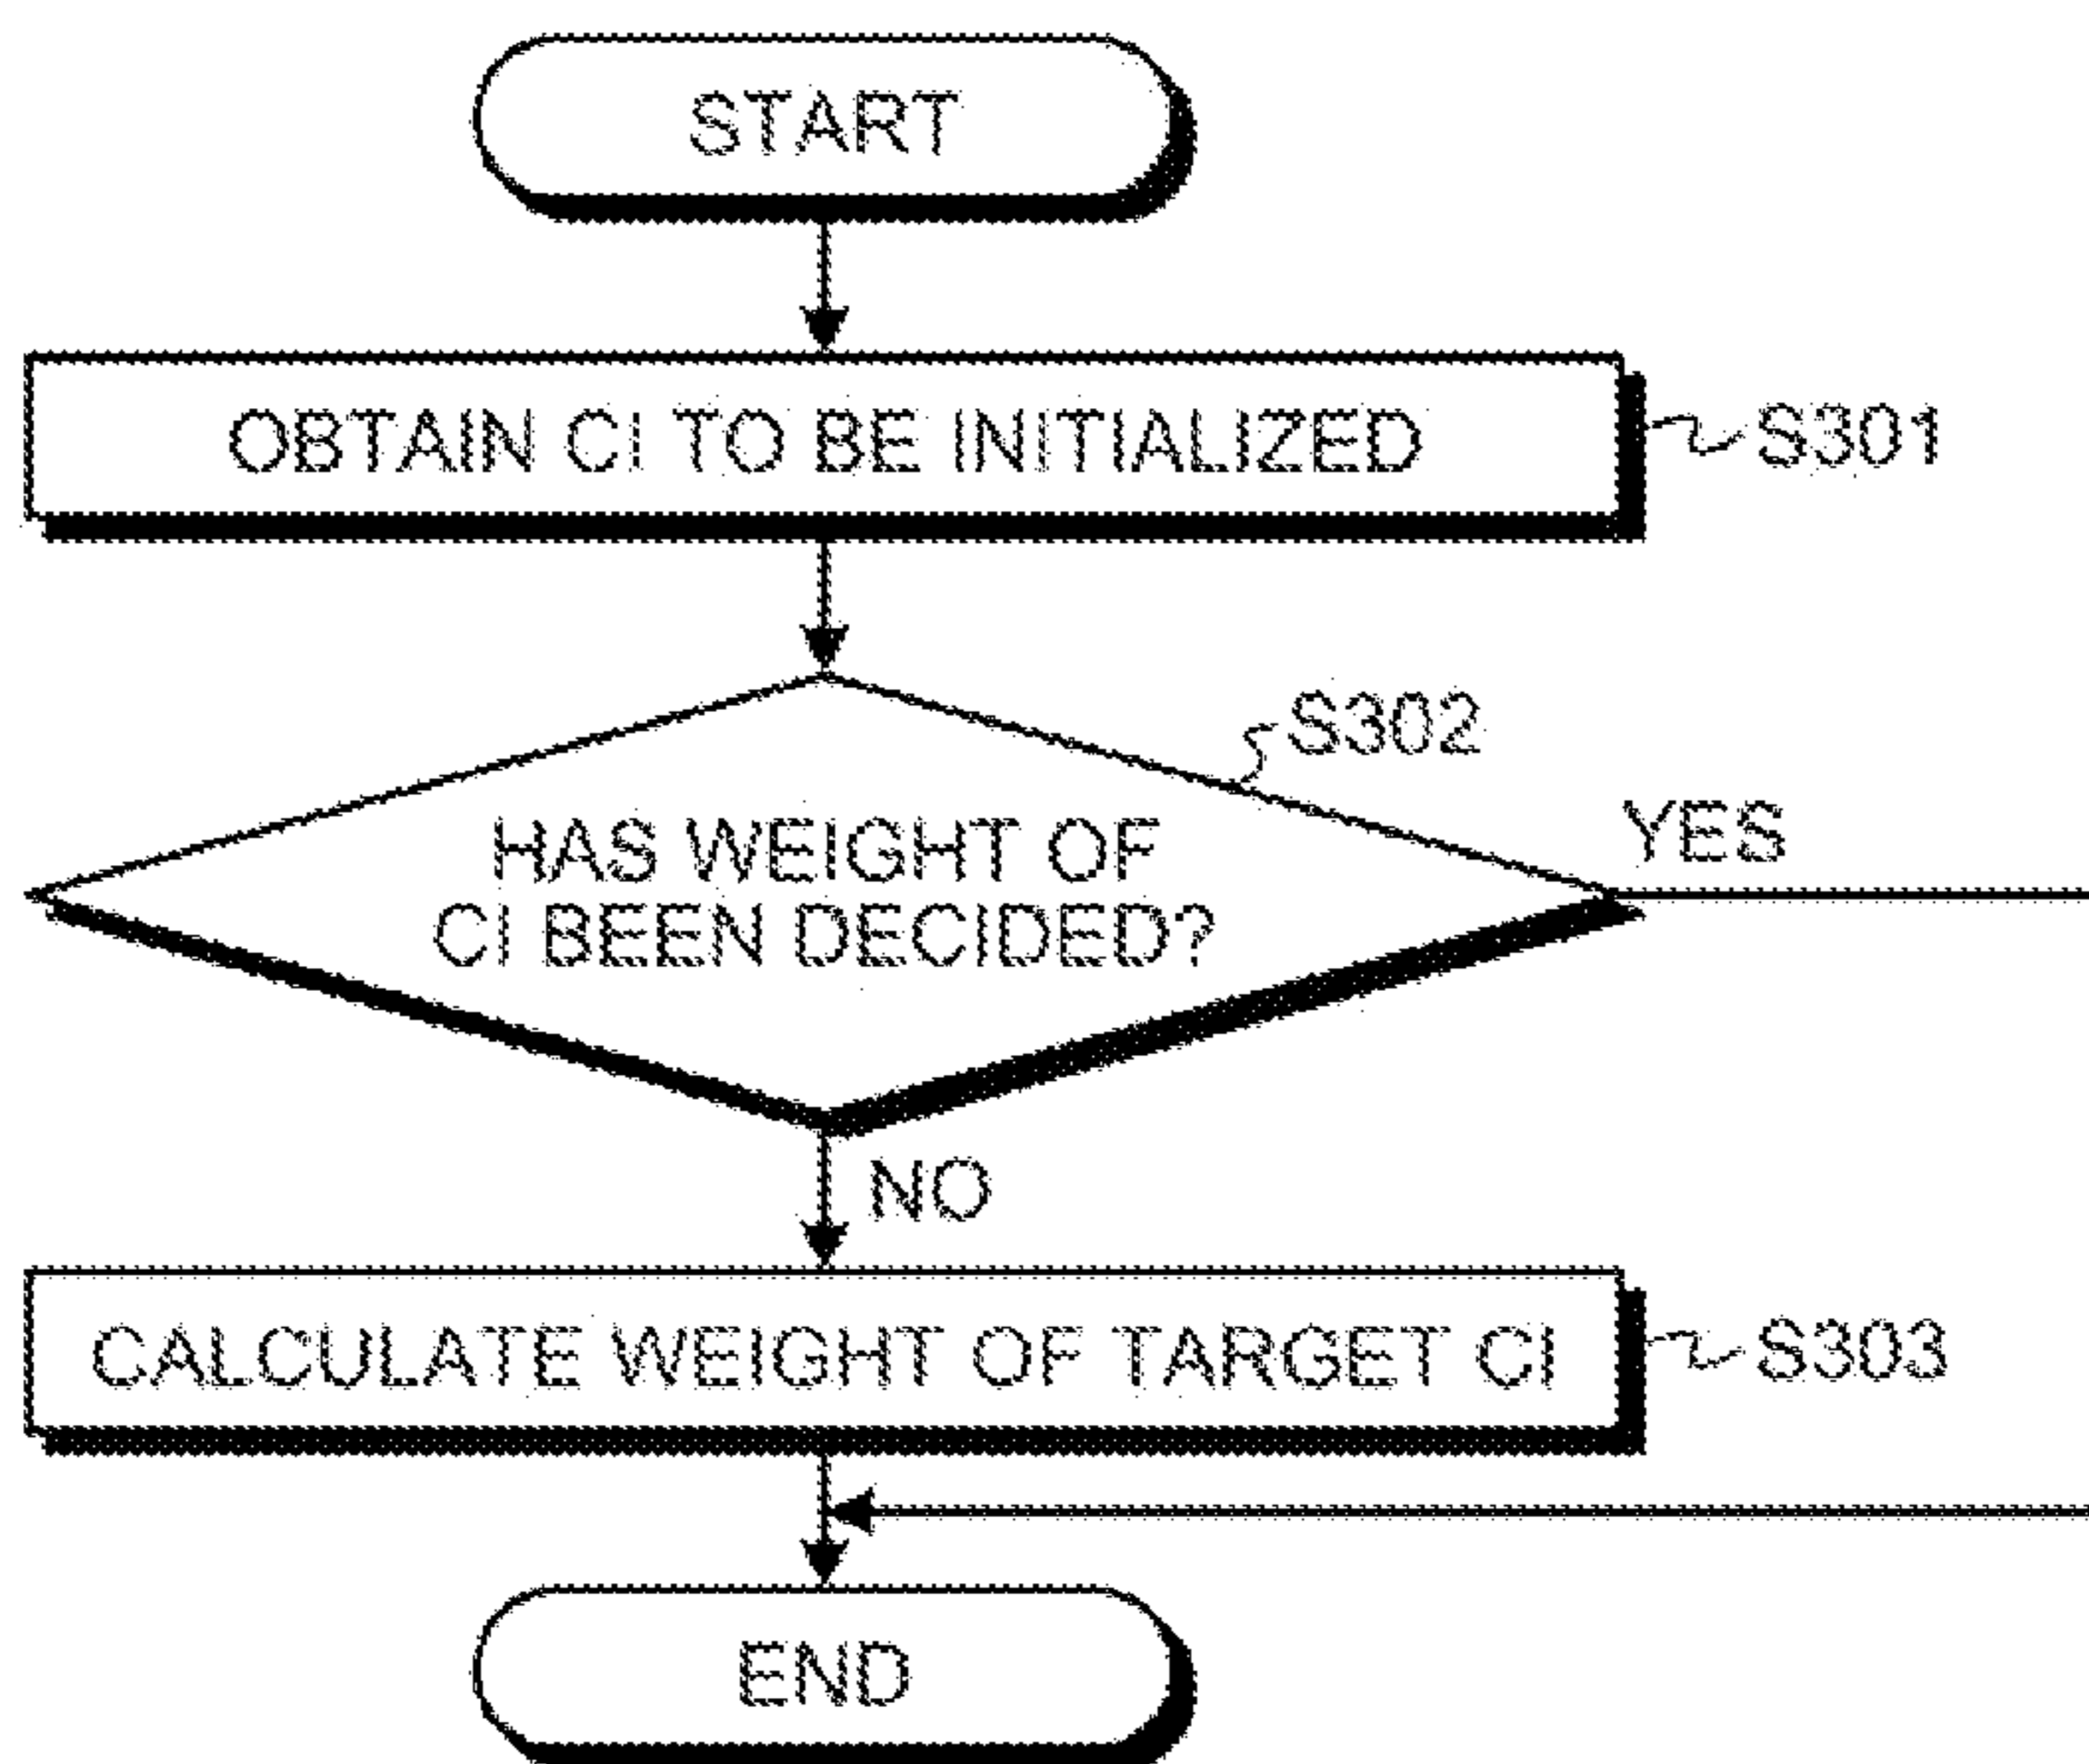 START
OBTAIN CI TO BE INITIALIZED
S301
S302
HAS WEIGHT OF
CI BEEN DECIDED?
YES
NO
CALCULATE WEIGHT OF TARGET CI
S303
END